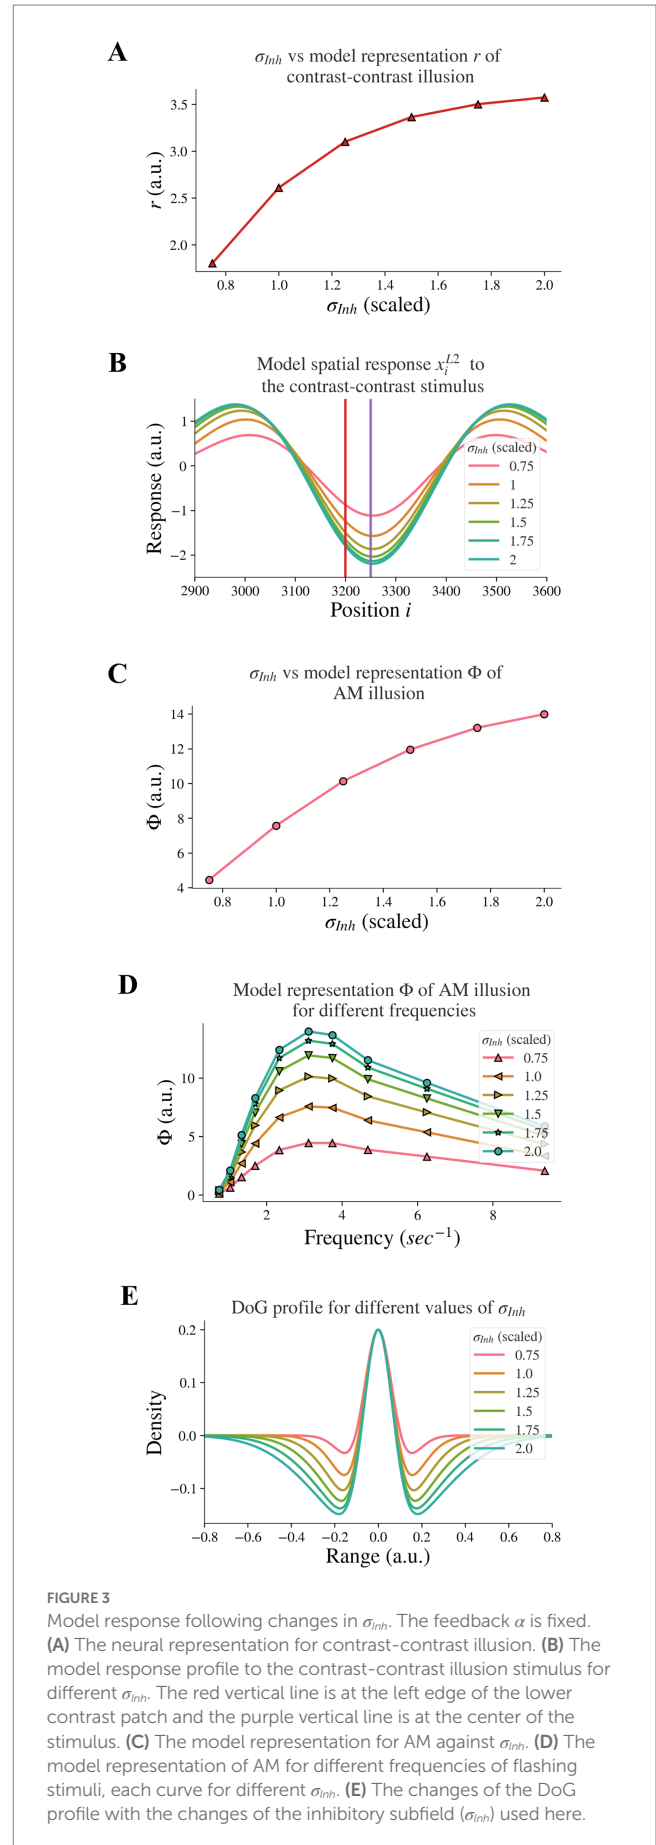 A
σInh vs model representation r of
contrast-contrast illusion
3.5
3.0
2.5
2.0
r (a.u.)
0.8 1.0 1.2 1.4 1.6 1.8 2.0
σInh (scaled)
B
Model spatial response x_i^L2 to
the contrast-contrast stimulus
1
0
−1
−2
Response (a.u.)
σInh (scaled)
0.75
1
1.25
1.5
1.75
2
2900 3000 3100 3200 3300 3400 3500 3600
Position i
C
σInh vs model representation Φ of
AM illusion
14
12
10
8
6
4
Φ (a.u.)
0.8 1.0 1.2 1.4 1.6 1.8 2.0
σInh (scaled)
D
Model representation Φ of AM illusion
for different frequencies
10
5
0
Φ (a.u.)
σInh (scaled)
0.75
1.0
1.25
1.5
1.75
2.0
2 4 6 8
Frequency (sec⁻¹)
E
DoG profile for different values of σInh
0.2
0.1
0.0
−0.1
Density
σInh (scaled)
0.75
1.0
1.25
1.5
1.75
2.0
−0.8 −0.6 −0.4 −0.2 0.0 0.2 0.4 0.6 0.8
Range (a.u.)
FIGURE 3
Model response following changes in σInh. The feedback α is fixed.
(A) The neural representation for contrast-contrast illusion. (B) The
model response profile to the contrast-contrast illusion stimulus for
different σInh. The red vertical line is at the left edge of the lower
contrast patch and the purple vertical line is at the center of the
stimulus. (C) The model representation for AM against σInh. (D) The
model representation of AM for different frequencies of flashing
stimuli, each curve for different σInh. (E) The changes of the DoG
profile with the changes of the inhibitory subfield (σInh) used here.